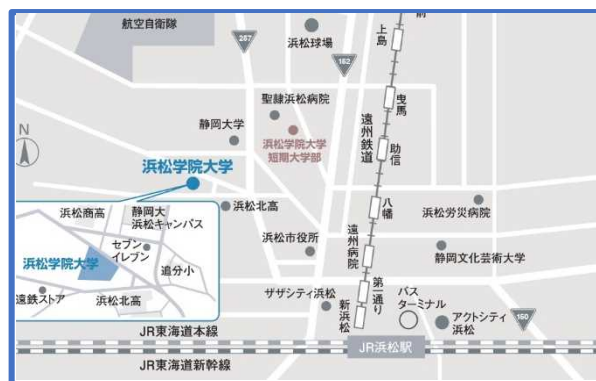 航空自衛隊
257
浜松球場
152
上島
聖隷浜松病院
曳馬
静岡大学
浜松学院大学
短期大学部
遠州鉄道
助信
N
浜松学院大学
八幡
浜松労災病院
浜松北高
浜松市役所
遠州病院
静岡文化芸術大学
浜松商高
静岡大
浜松キャンパス
セブン
イレブン
浜松学院大学
追分小
遠鉄ストア
浜松北高
ザザシティ浜松
新浜松
第一通り
バス
ターミナル
アクトシティ
浜松
150
JR東海道本線
JR浜松駅
JR東海道新幹線